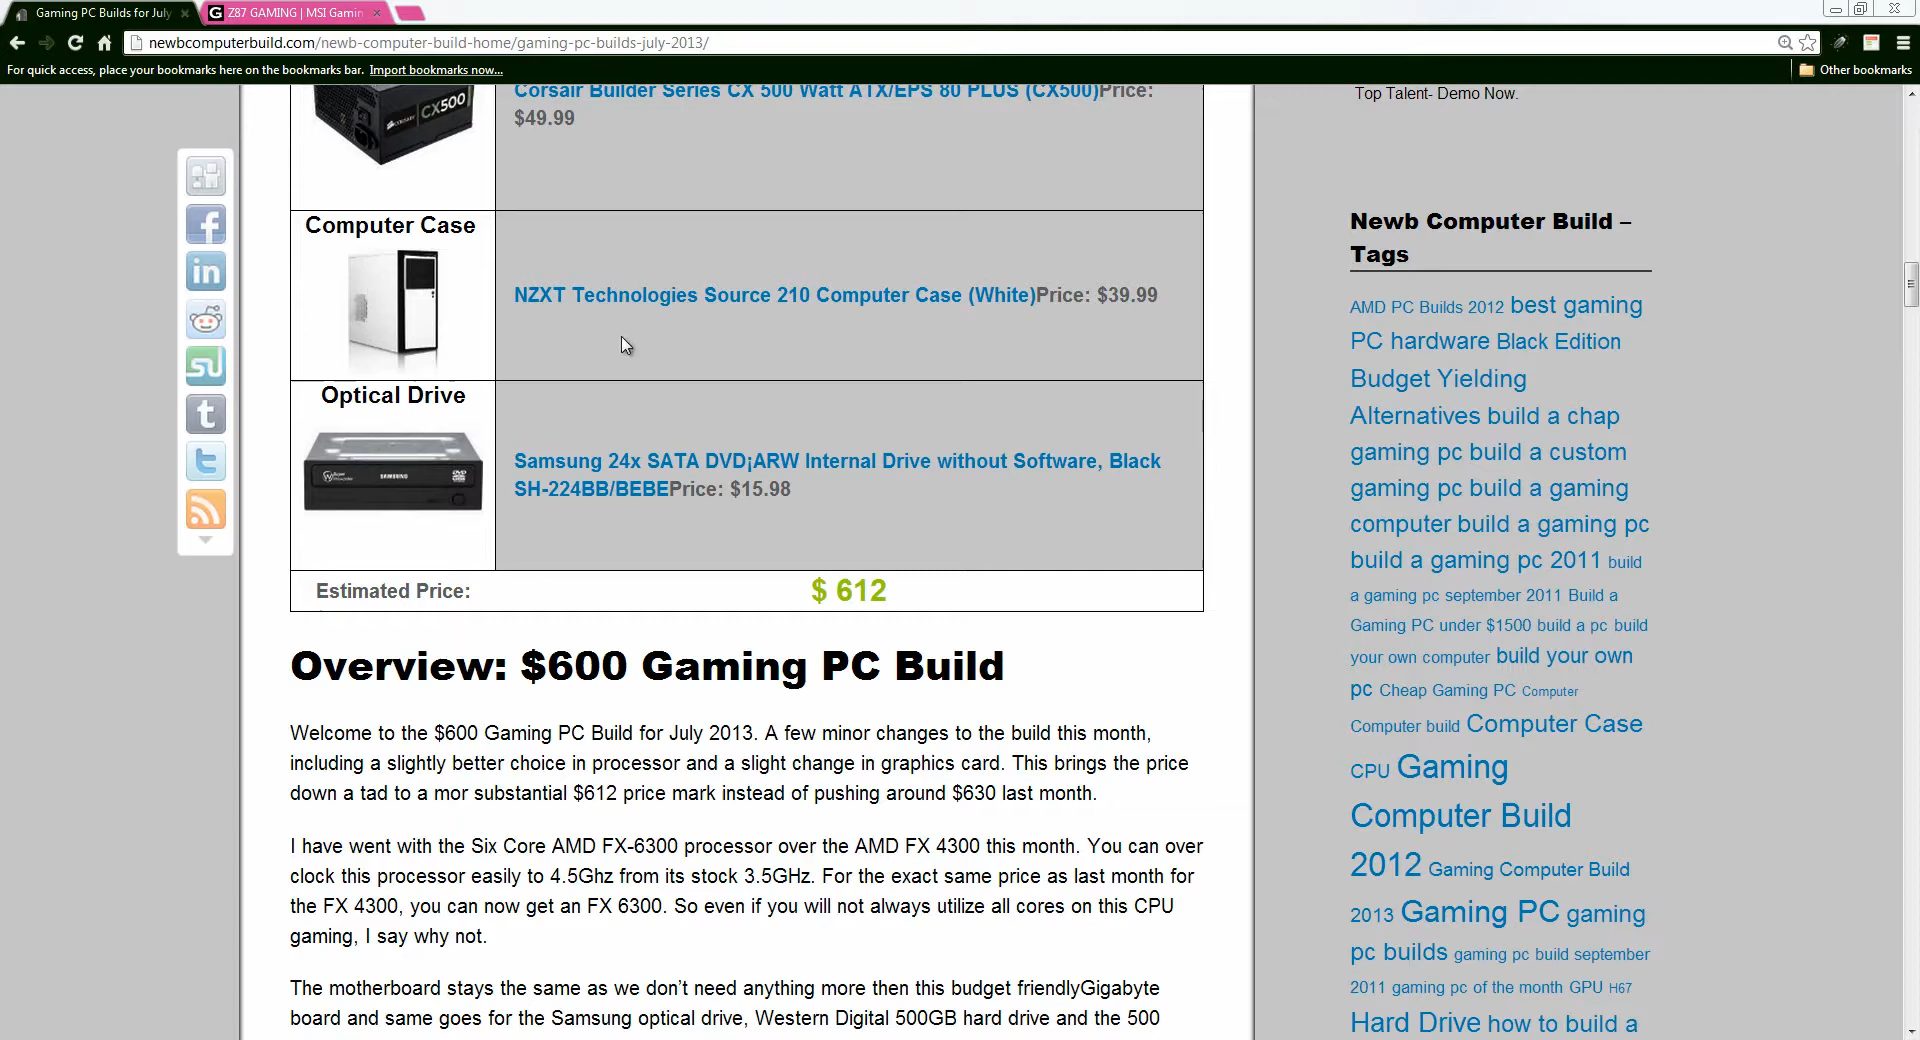 Gaming PC Builds for July
Z87 GAMING | MSI Gamin
newbcomputerbuild.com/newb-computer-build-home/gaming-pc-builds-july-2013/
For quick access, place your bookmarks here on the bookmarks bar. Import bookmarks now...
Other bookmarks
CX500
Corsair Builder Series CX 500 Watt ATX/EPS 80 PLUS (CX500)Price:
$49.99
Computer Case
NZXT Technologies Source 210 Computer Case (White)Price: $39.99
Optical Drive
SAMSUNG
Samsung 24x SATA DVD¡ARW Internal Drive without Software, Black
SH-224BB/BEBEPrice: $15.98
Estimated Price:
$ 612
Overview: $600 Gaming PC Build
Welcome to the $600 Gaming PC Build for July 2013. A few minor changes to the build this month,
including a slightly better choice in processor and a slight change in graphics card. This brings the price
down a tad to a mor substantial $612 price mark instead of pushing around $630 last month.
I have went with the Six Core AMD FX-6300 processor over the AMD FX 4300 this month. You can over
clock this processor easily to 4.5Ghz from its stock 3.5GHz. For the exact same price as last month for
the FX 4300, you can now get an FX 6300. So even if you will not always utilize all cores on this CPU
gaming, I say why not.
The motherboard stays the same as we don't need anything more then this budget friendlyGigabyte
board and same goes for the Samsung optical drive, Western Digital 500GB hard drive and the 500
Top Talent- Demo Now.
Newb Computer Build –
Tags
AMD PC Builds 2012 best gaming
PC hardware Black Edition
Budget Yielding
Alternatives build a chap
gaming pc build a custom
gaming pc build a gaming
computer build a gaming pc
build a gaming pc 2011 build
a gaming pc september 2011 Build a
Gaming PC under $1500 build a pc build
your own computer build your own
pc Cheap Gaming PC Computer
Computer build Computer Case
CPU Gaming
Computer Build
2012 Gaming Computer Build
2013 Gaming PC gaming
pc builds gaming pc build september
2011 gaming pc of the month GPU H67
Hard Drive how to build a